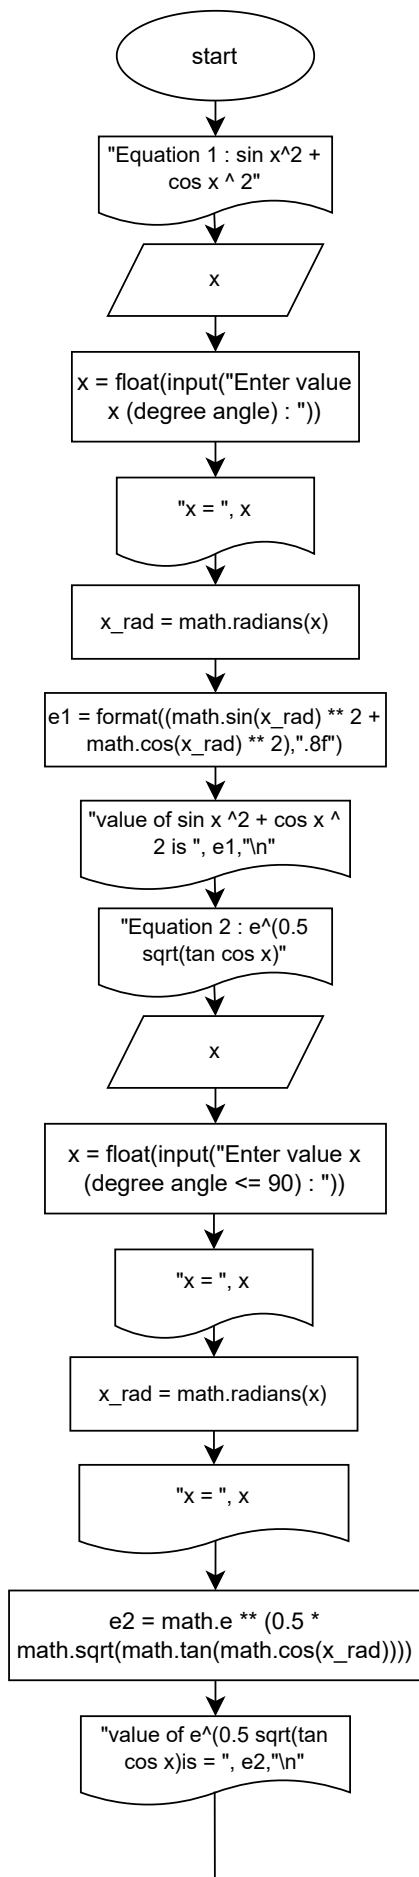 start
"Equation 1 : sin x^2 +
cos x ^ 2"
x
x = float(input("Enter value
x (degree angle) : "))
"x = ", x
x_rad = math.radians(x)
e1 = format((math.sin(x_rad) ** 2 +
math.cos(x_rad) ** 2),".8f")
"value of sin x ^2 + cos x ^
2 is ", e1,"\n"
"Equation 2 : e^(0.5
sqrt(tan cos x)"
x
x = float(input("Enter value x
(degree angle <= 90) : "))
"x = ", x
x_rad = math.radians(x)
"x = ", x
e2 = math.e ** (0.5 *
math.sqrt(math.tan(math.cos(x_rad))))
"value of e^(0.5 sqrt(tan
cos x)is = ", e2,"\n"